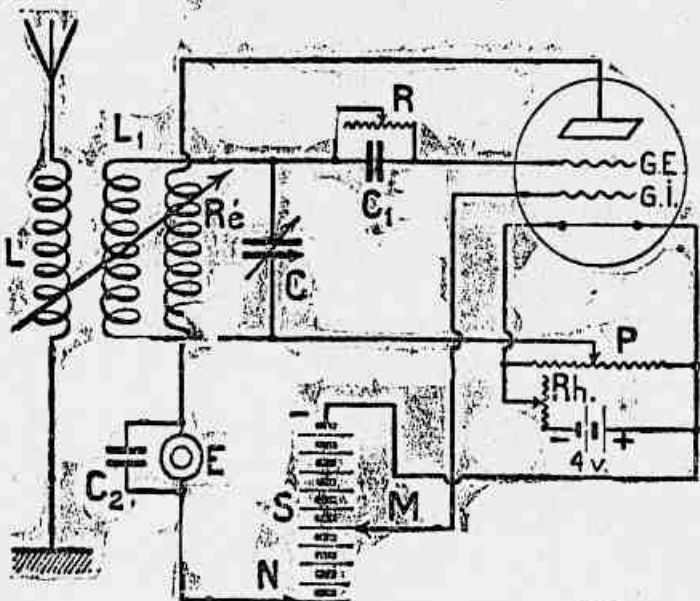 R
L₁
G.E.
G.i.
C₁
Ré
L
C
P
Rh.
- +
4 v.
-
E
C₂
S M
N